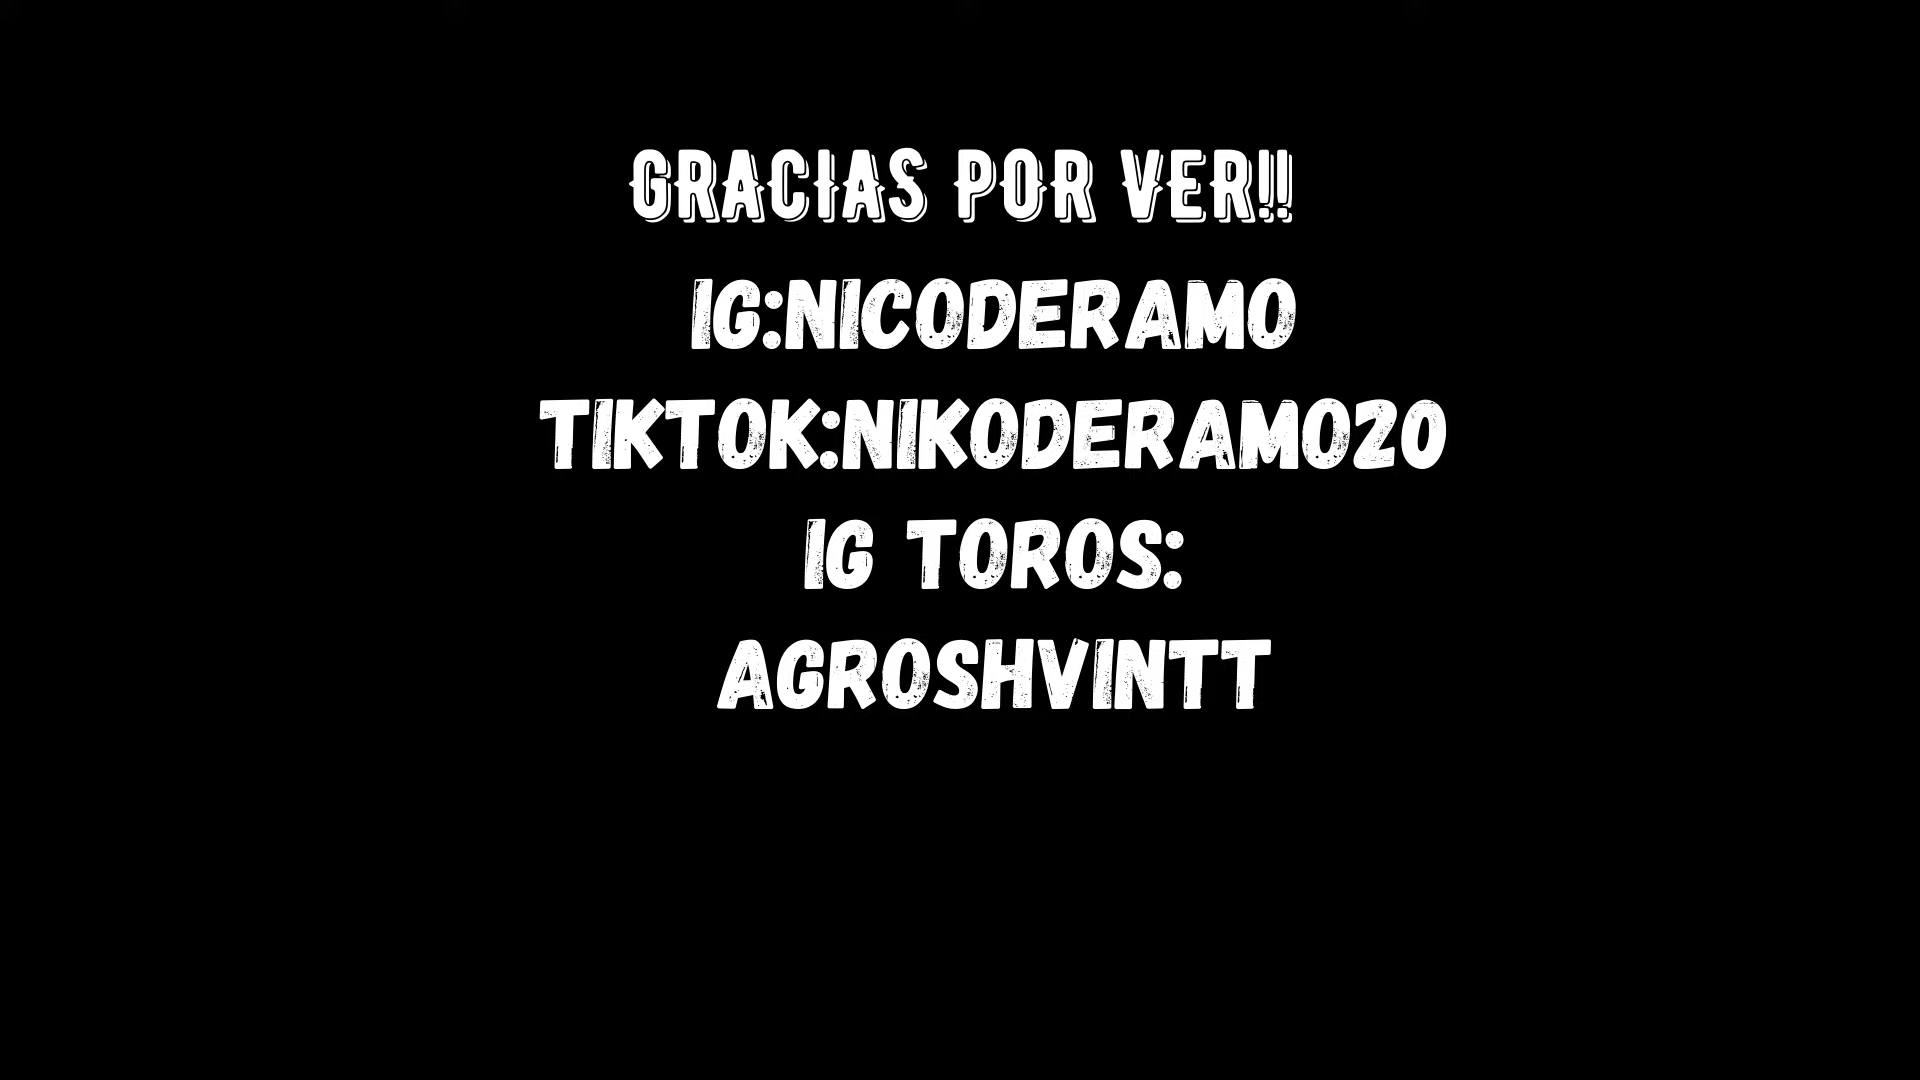 GRACIAS POR VER!!
IG:NICODERAMO
TIKTOK:NIKODERAMO20
IG TOROS:
AGROSHVINTT